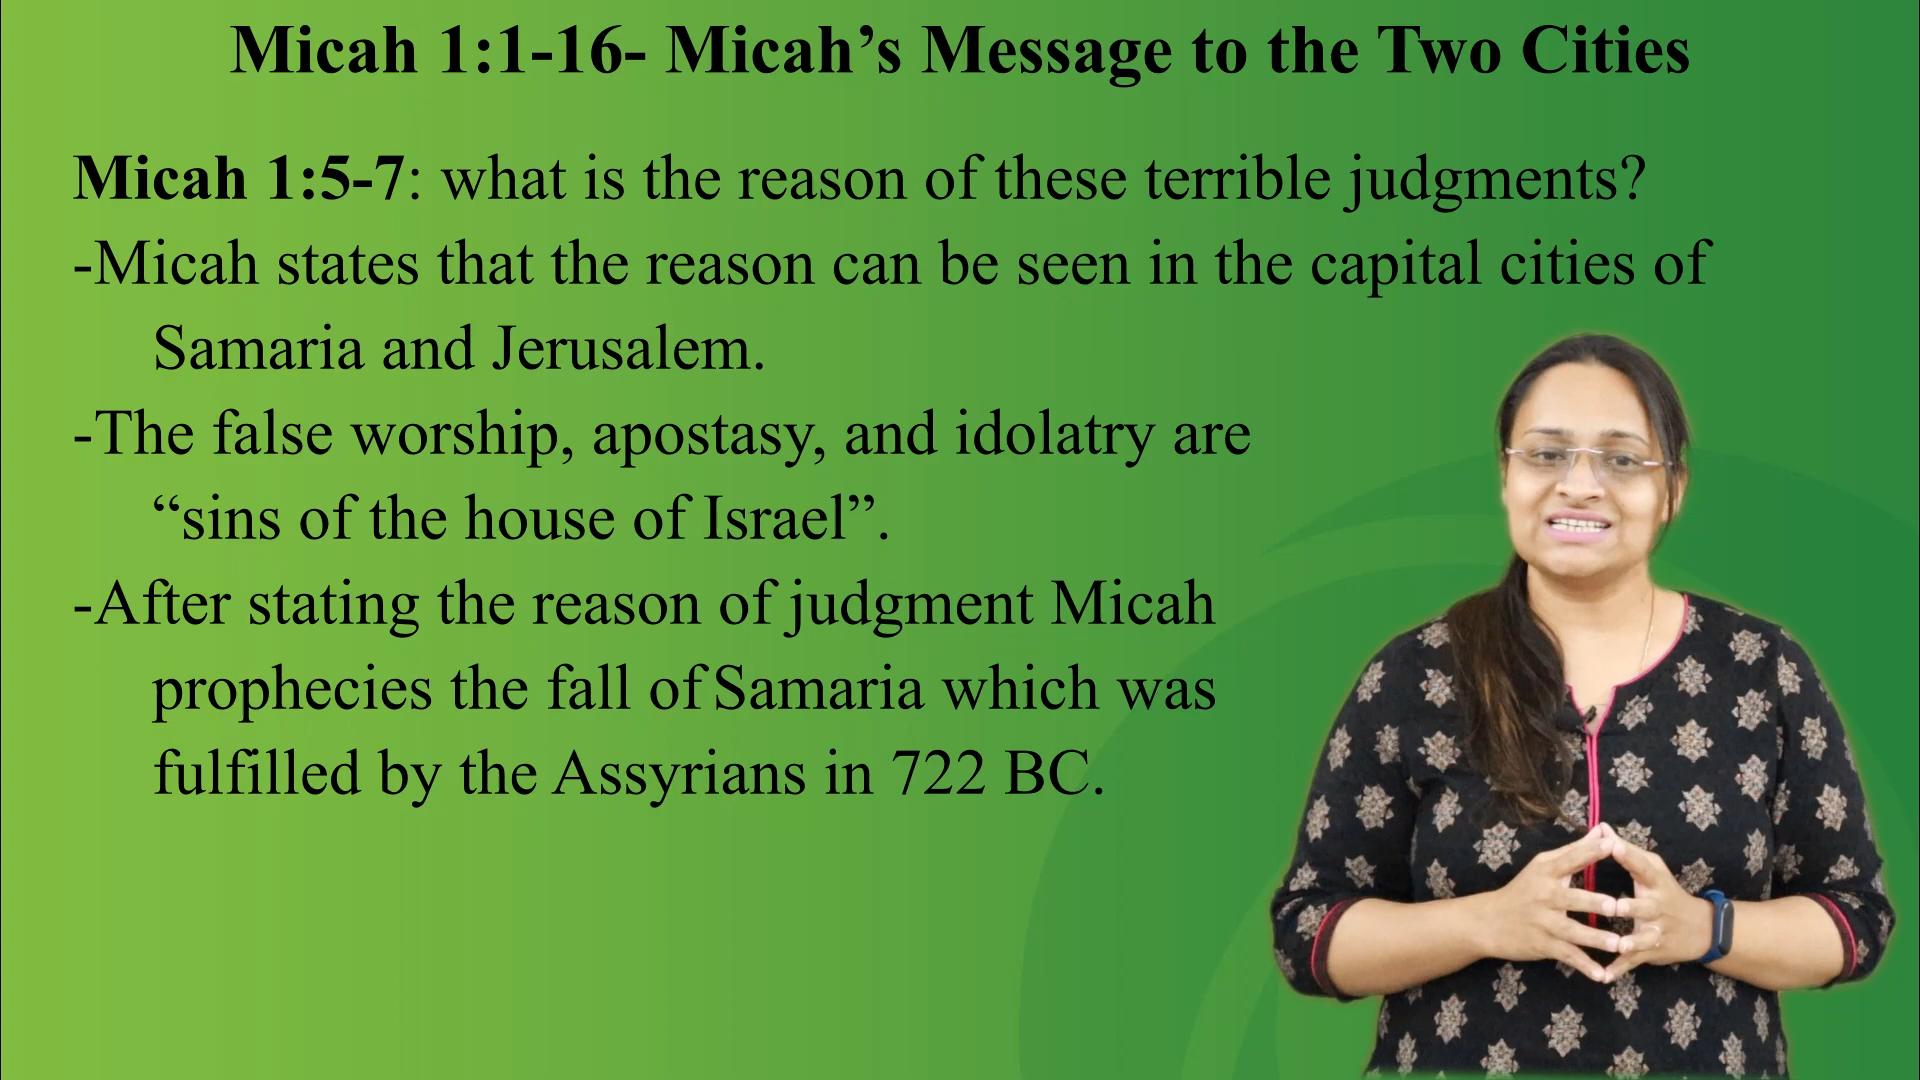 Micah 1:1-16- Micah’s Message to the Two Cities
Micah 1:5-7: what is the reason of these terrible judgments?
-Micah states that the reason can be seen in the capital cities of
Samaria and Jerusalem.
-The false worship, apostasy, and idolatry are
“sins of the house of Israel”.
-After stating the reason of judgment Micah
prophecies the fall of Samaria which was
fulfilled by the Assyrians in 722 BC.